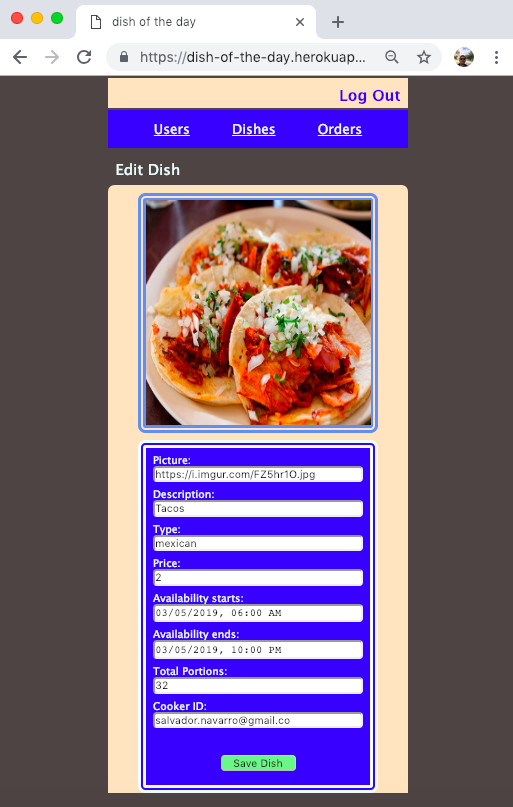 dish of the day
https://dish-of-the-day.herokuap...
Log Out
Users Dishes Orders
Edit Dish
Picture:
https://i.imgur.com/FZ5hr1O.jpg
Description:
Tacos
Type:
mexican
Price:
2
Availability starts:
03/05/2019, 06:00 AM
Availability ends:
03/05/2019, 10:00 PM
Total Portions:
32
Cooker ID:
salvador.navarro@gmail.co
Save Dish